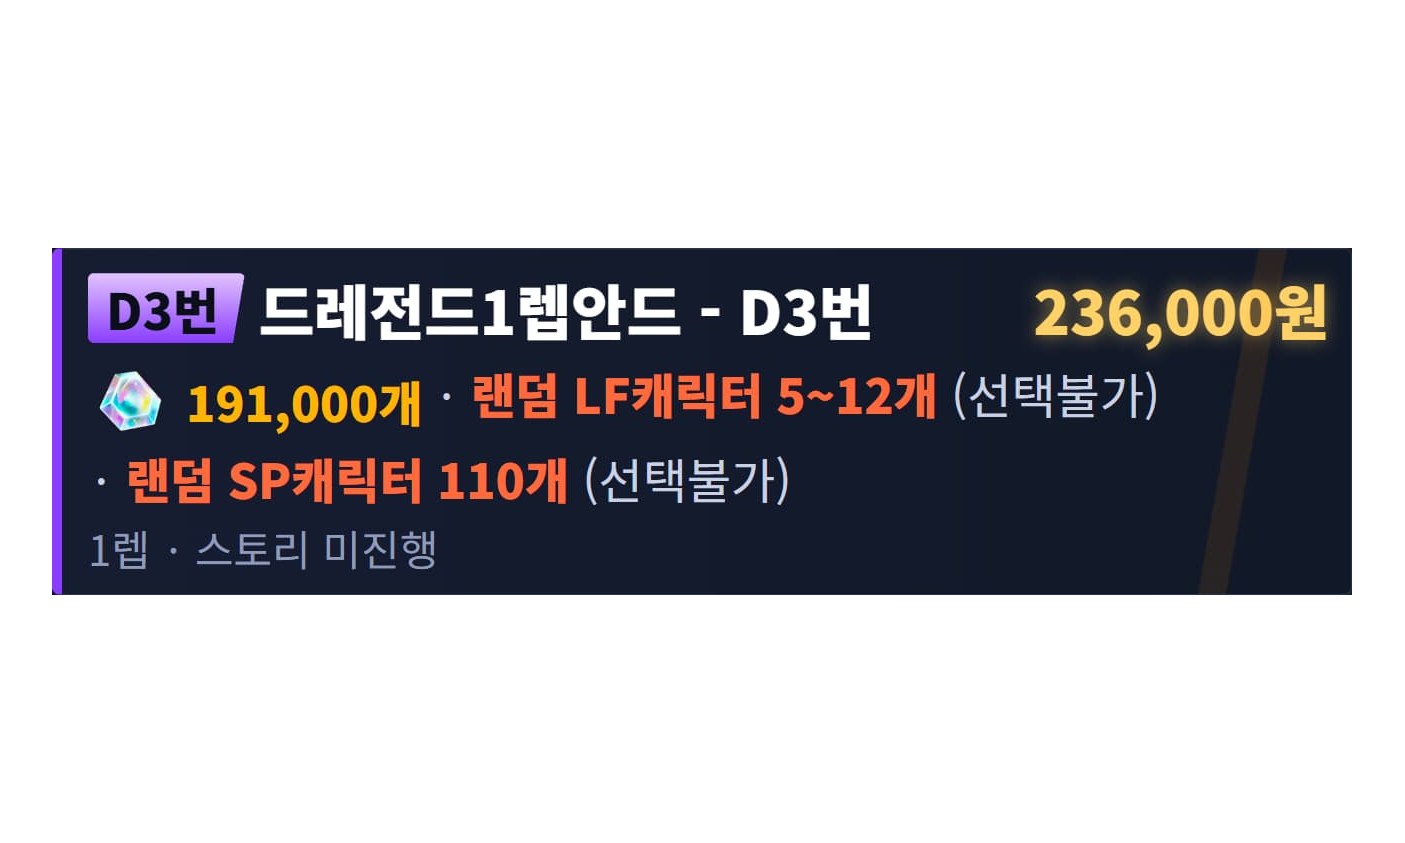 D3번 드레전드1렙안드 - D3번 236,000원
191,000개 · 랜덤 LF캐릭터 5~12개 (선택불가)
· 랜덤 SP캐릭터 110개 (선택불가)
1렙 · 스토리 미진행